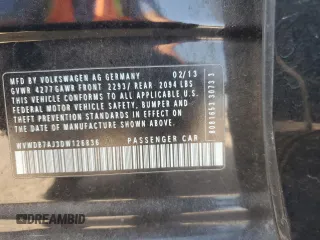 MFD. BY VOLKSWAGEN AG GERMANY 02/13
GVWR 4277 GAWR FRONT 2293/ REAR 2094 LBS
THIS VEHICLE CONFORMS TO ALL APPLICABLE U.S.
FEDERAL MOTOR VEHICLE SAFETY, BUMPER AND
THEFT PREVENTION STANDARDS IN EFFECT ON THE
DATE OF MANUFACTURE SHOWN ABOVE.
WVWDB7AJ3DW126836 PASSENGER CAR
© AutoBidMaster